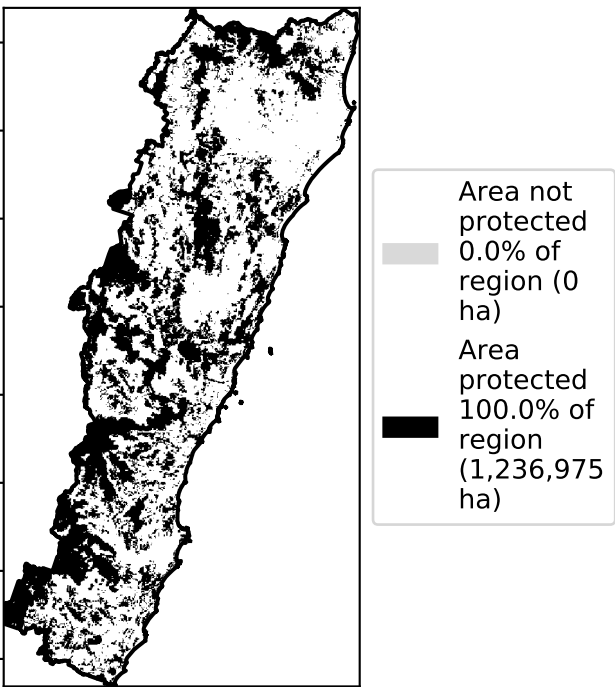 Area not
protected
0.0% of
region (0
ha)
Area
protected
100.0% of
region
(1,236,975
ha)